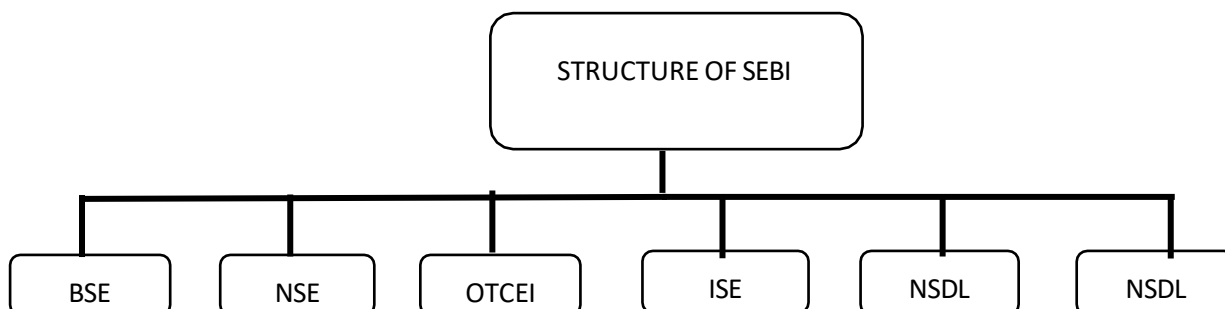 STRUCTURE OF SEBI
BSE NSE OTCEI ISE NSDL NSDL